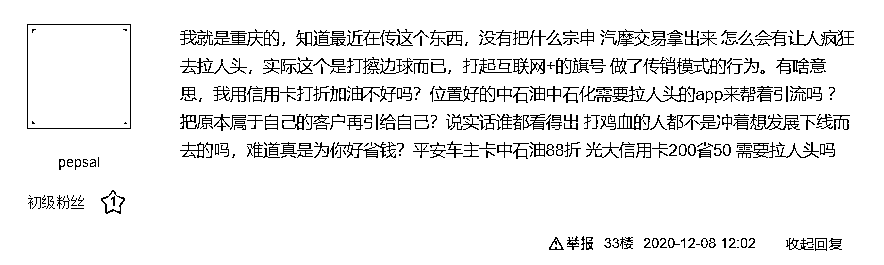 我就是重庆的，知道最近在传这个东西，没有把什么宗申 汽摩交易拿出来 怎么会有让人疯狂
去拉人头，实际这个是打擦边球而已，打起互联网+的旗号 做了传销模式的行为。有啥意
思，我用信用卡打折加油不好吗？位置好的中石油中石化需要拉人头的app来帮着引流吗？
把原本属于自己的客户再引给自己？说实话谁都看得出 打鸡血的人都不是冲着想发展下线而
去的吗，难道真是为你好省钱？平安车主卡中石油88折 光大信用卡200省50 需要拉人头吗
pepsal
初级粉丝 1
举报 33楼 2020-12-08 12:02 收起回复